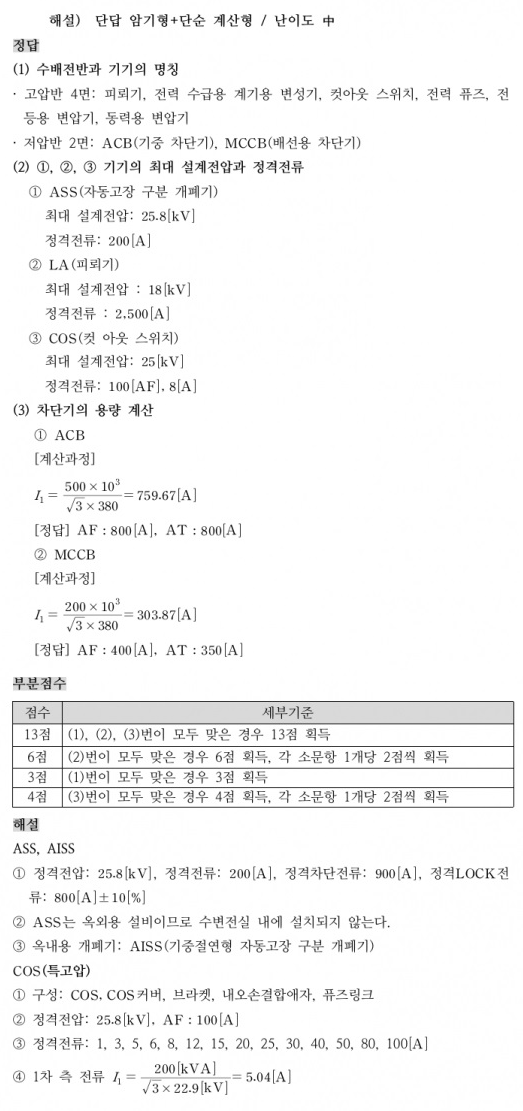 해설) 단답 암기형+단순 계산형 / 난이도 中
정답
(1) 수배전반과 기기의 명칭
· 고압반 4면: 피뢰기, 전력 수급용 계기용 변성기, 컷아웃 스위치, 전력 퓨즈, 전
등용 변압기, 동력용 변압기
· 저압반 2면: ACB(기중 차단기), MCCB(배선용 차단기)
(2) ①, ②, ③ 기기의 최대 설계전압과 정격전류
① ASS(자동고장 구분 개폐기)
최대 설계전압: 25.8[kV]
정격전류: 200[A]
② LA(피뢰기)
최대 설계전압 : 18[kV]
정격전류 : 2,500[A]
③ COS(컷 아웃 스위치)
최대 설계전압: 25[kV]
정격전류: 100[AF], 8[A]
(3) 차단기의 용량 계산
① ACB
[계산과정]
I₁ = (500 × 10³)/(√3 × 380) = 759.67[A]
[정답] AF : 800[A], AT : 800[A]
② MCCB
[계산과정]
I₁ = (200 × 10³)/(√3 × 380) = 303.87[A]
[정답] AF : 400[A], AT : 350[A]
부분점수
점수 세부기준
13점 (1), (2), (3)번이 모두 맞은 경우 13점 획득
6점 (2)번이 모두 맞은 경우 6점 획득, 각 소문항 1개당 2점씩 획득
3점 (1)번이 모두 맞은 경우 3점 획득
4점 (3)번이 모두 맞은 경우 4점 획득, 각 소문항 1개당 2점씩 획득
해설
ASS, AISS
① 정격전압: 25.8[kV], 정격전류: 200[A], 정격차단전류: 900[A], 정격LOCK전
류: 800[A]±10[%]
② ASS는 옥외용 설비이므로 수변전실 내에 설치되지 않는다.
③ 옥내용 개폐기: AISS(기중절연형 자동고장 구분 개폐기)
COS(특고압)
① 구성: COS, COS커버, 브라켓, 내오손결합애자, 퓨즈링크
② 정격전압: 25.8[kV], AF : 100[A]
③ 정격전류: 1, 3, 5, 6, 8, 12, 15, 20, 25, 30, 40, 50, 80, 100[A]
④ 1차 측 전류 I₁ = 200[kVA]/(√3 × 22.9[kV]) = 5.04[A]